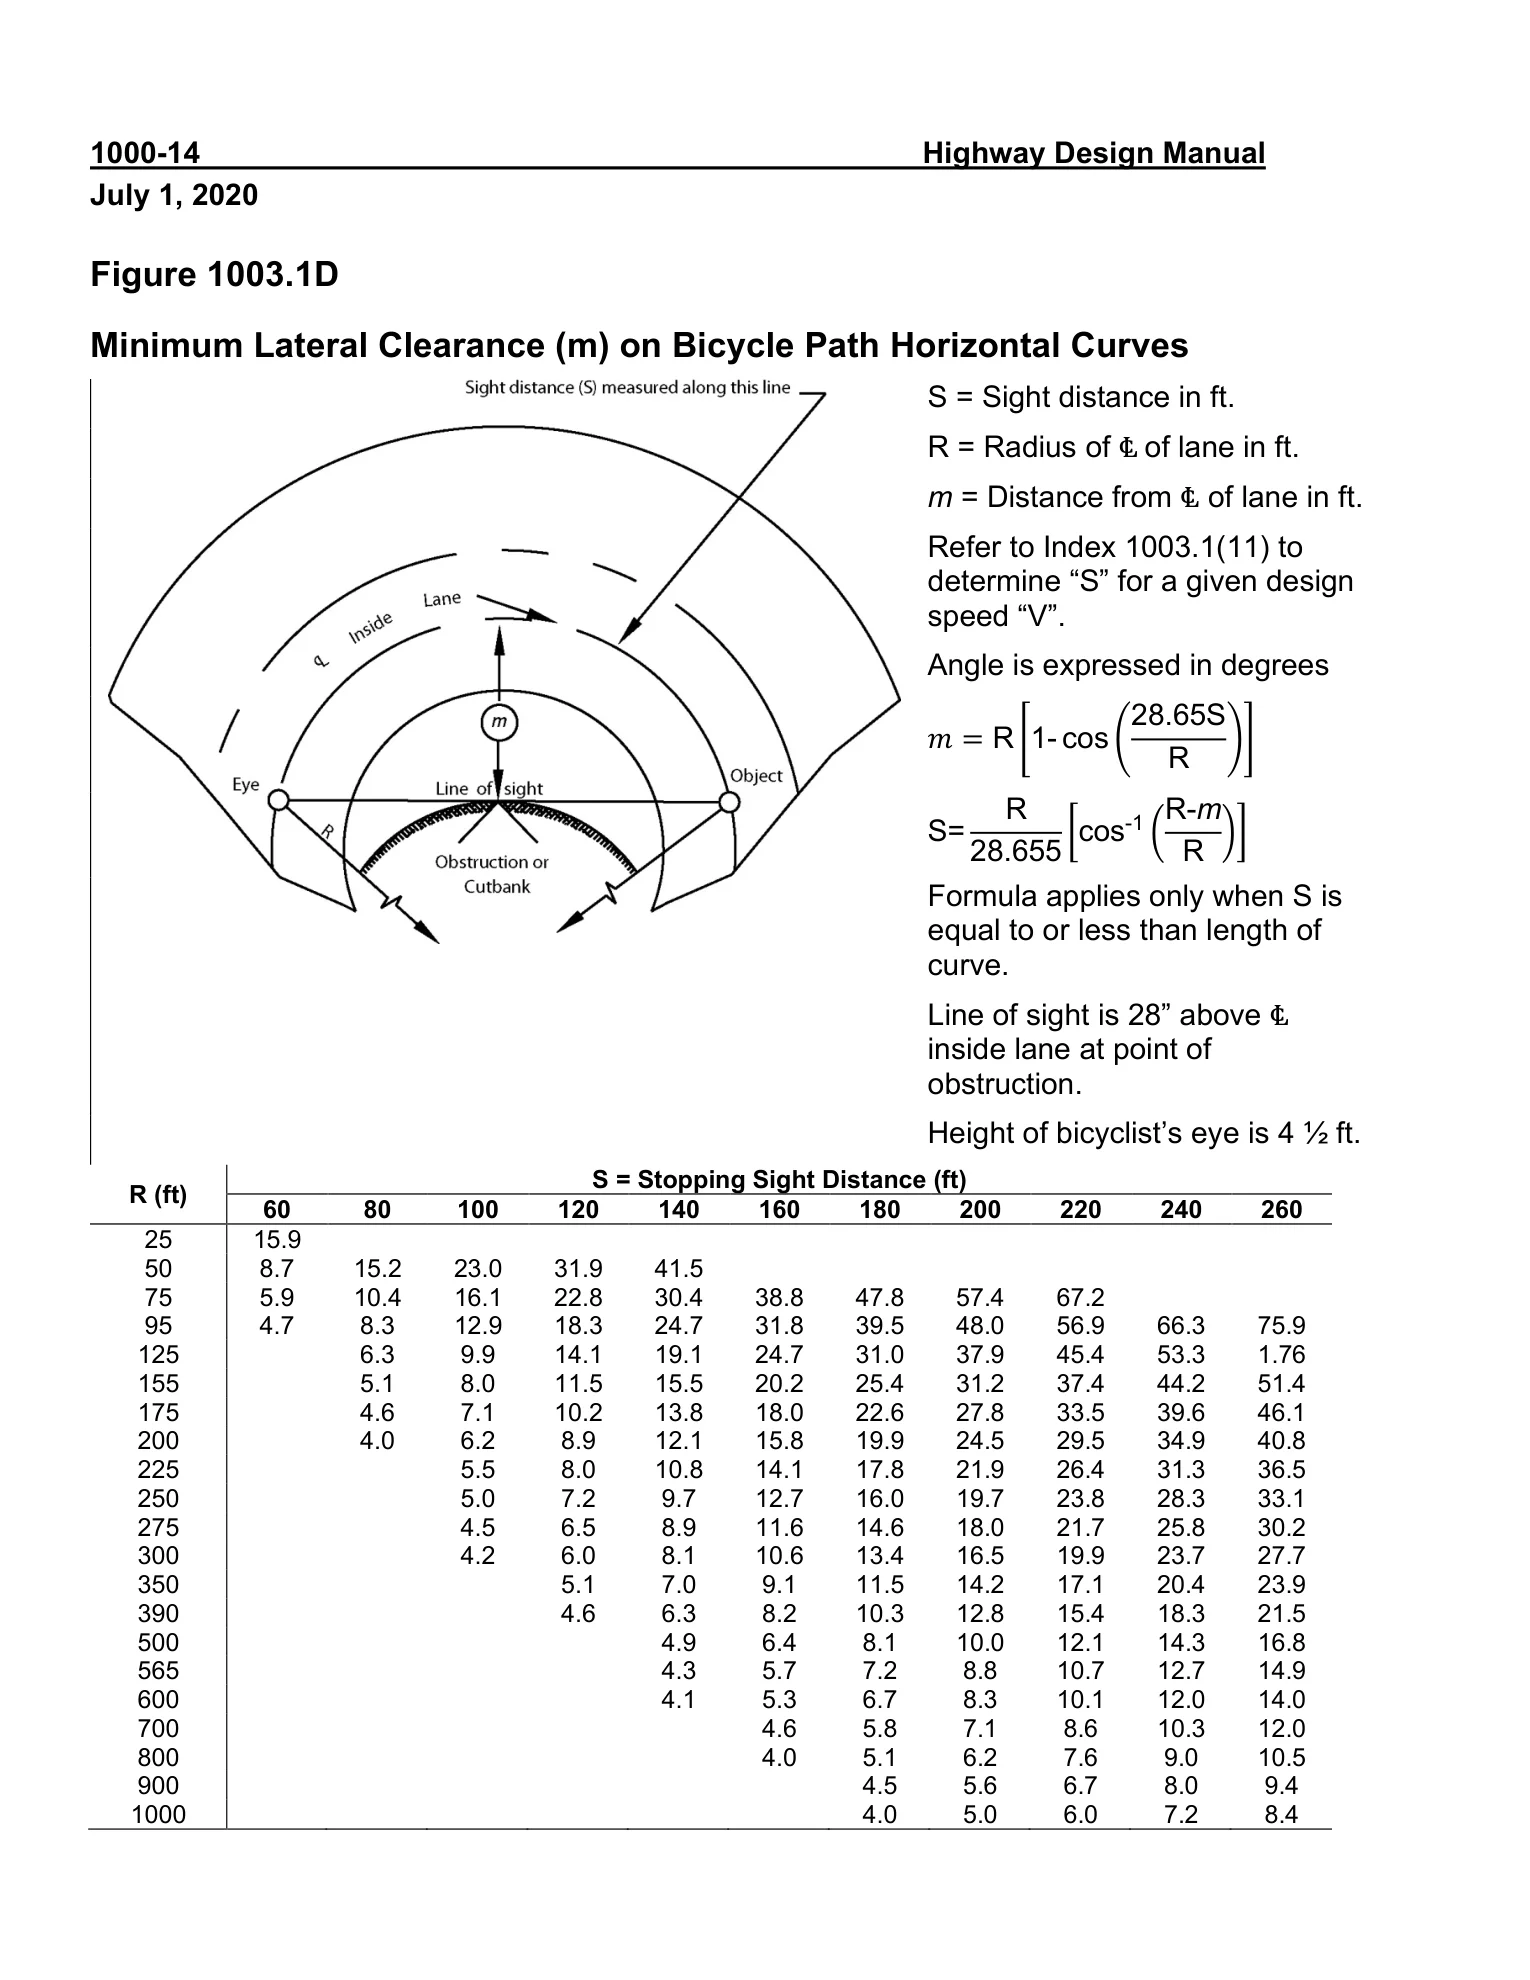 1000-14 Highway Design Manual
July 1, 2020
Figure 1003.1D
Minimum Lateral Clearance (m) on Bicycle Path Horizontal Curves
Sight distance (S) measured along this line
℄ Inside Lane
m
Eye
Line of sight
Object
R
Obstruction or
Cutbank
S = Sight distance in ft.
R = Radius of ℄ of lane in ft.
m = Distance from ℄ of lane in ft.
Refer to Index 1003.1(11) to
determine “S” for a given design
speed “V”.
Angle is expressed in degrees
m = R[1- cos(28.65S/R)]
S=R/28.655[cos-1(R-m/R)]
Formula applies only when S is
equal to or less than length of
curve.
Line of sight is 28” above ℄
inside lane at point of
obstruction.
Height of bicyclist’s eye is 4 ½ ft.
R (ft) S = Stopping Sight Distance (ft)
60 80 100 120 140 160 180 200 220 240 260
25 15.9
50 8.7 15.2 23.0 31.9 41.5
75 5.9 10.4 16.1 22.8 30.4 38.8 47.8 57.4 67.2
95 4.7 8.3 12.9 18.3 24.7 31.8 39.5 48.0 56.9 66.3 75.9
125 6.3 9.9 14.1 19.1 24.7 31.0 37.9 45.4 53.3 1.76
155 5.1 8.0 11.5 15.5 20.2 25.4 31.2 37.4 44.2 51.4
175 4.6 7.1 10.2 13.8 18.0 22.6 27.8 33.5 39.6 46.1
200 4.0 6.2 8.9 12.1 15.8 19.9 24.5 29.5 34.9 40.8
225 5.5 8.0 10.8 14.1 17.8 21.9 26.4 31.3 36.5
250 5.0 7.2 9.7 12.7 16.0 19.7 23.8 28.3 33.1
275 4.5 6.5 8.9 11.6 14.6 18.0 21.7 25.8 30.2
300 4.2 6.0 8.1 10.6 13.4 16.5 19.9 23.7 27.7
350 5.1 7.0 9.1 11.5 14.2 17.1 20.4 23.9
390 4.6 6.3 8.2 10.3 12.8 15.4 18.3 21.5
500 4.9 6.4 8.1 10.0 12.1 14.3 16.8
565 4.3 5.7 7.2 8.8 10.7 12.7 14.9
600 4.1 5.3 6.7 8.3 10.1 12.0 14.0
700 4.6 5.8 7.1 8.6 10.3 12.0
800 4.0 5.1 6.2 7.6 9.0 10.5
900 4.5 5.6 6.7 8.0 9.4
1000 4.0 5.0 6.0 7.2 8.4